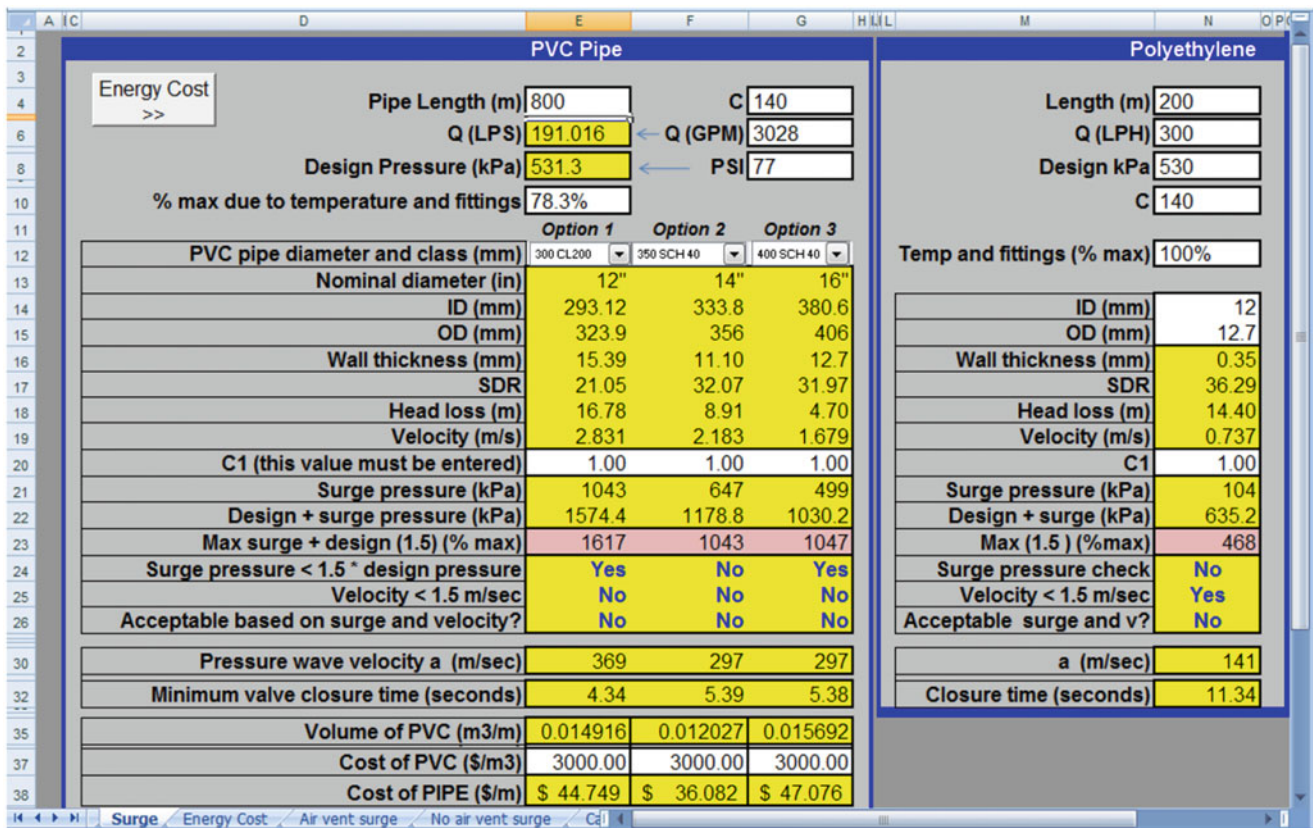 A C D E F G H L M N O P
2 PVC Pipe Polyethylene
3
Energy Cost >>
4 Pipe Length (m) 800 C 140 Length (m) 200
6 Q (LPS) 191.016 Q (GPM) 3028 Q (LPH) 300
8 Design Pressure (kPa) 531.3 PSI 77 Design kPa 530
10 % max due to temperature and fittings 78.3% C 140
11 Option 1 Option 2 Option 3
12 PVC pipe diameter and class (mm) 300 CL200 350 SCH 40 400 SCH 40 Temp and fittings (% max) 100%
13 Nominal diameter (in) 12" 14" 16"
14 ID (mm) 293.12 333.8 380.6 ID (mm) 12
15 OD (mm) 323.9 356 406 OD (mm) 12.7
16 Wall thickness (mm) 15.39 11.10 12.7 Wall thickness (mm) 0.35
17 SDR 21.05 32.07 31.97 SDR 36.29
18 Head loss (m) 16.78 8.91 4.70 Head loss (m) 14.40
19 Velocity (m/s) 2.831 2.183 1.679 Velocity (m/s) 0.737
20 C1 (this value must be entered) 1.00 1.00 1.00 C1 1.00
21 Surge pressure (kPa) 1043 647 499 Surge pressure (kPa) 104
22 Design + surge pressure (kPa) 1574.4 1178.8 1030.2 Design + surge (kPa) 635.2
23 Max surge + design (1.5) (% max) 1617 1043 1047 Max (1.5 ) (%max) 468
24 Surge pressure < 1.5 * design pressure Yes No Yes Surge pressure check No
25 Velocity < 1.5 m/sec No No No Velocity < 1.5 m/sec Yes
26 Acceptable based on surge and velocity? No No No Acceptable surge and v? No
30 Pressure wave velocity a (m/sec) 369 297 297 a (m/sec) 141
32 Minimum valve closure time (seconds) 4.34 5.39 5.38 Closure time (seconds) 11.34
35 Volume of PVC (m3/m) 0.014916 0.012027 0.015692
37 Cost of PVC ($/m3) 3000.00 3000.00 3000.00
38 Cost of PIPE ($/m) $ 44.749 $ 36.082 $ 47.076
Surge Energy Cost Air vent surge No air vent surge